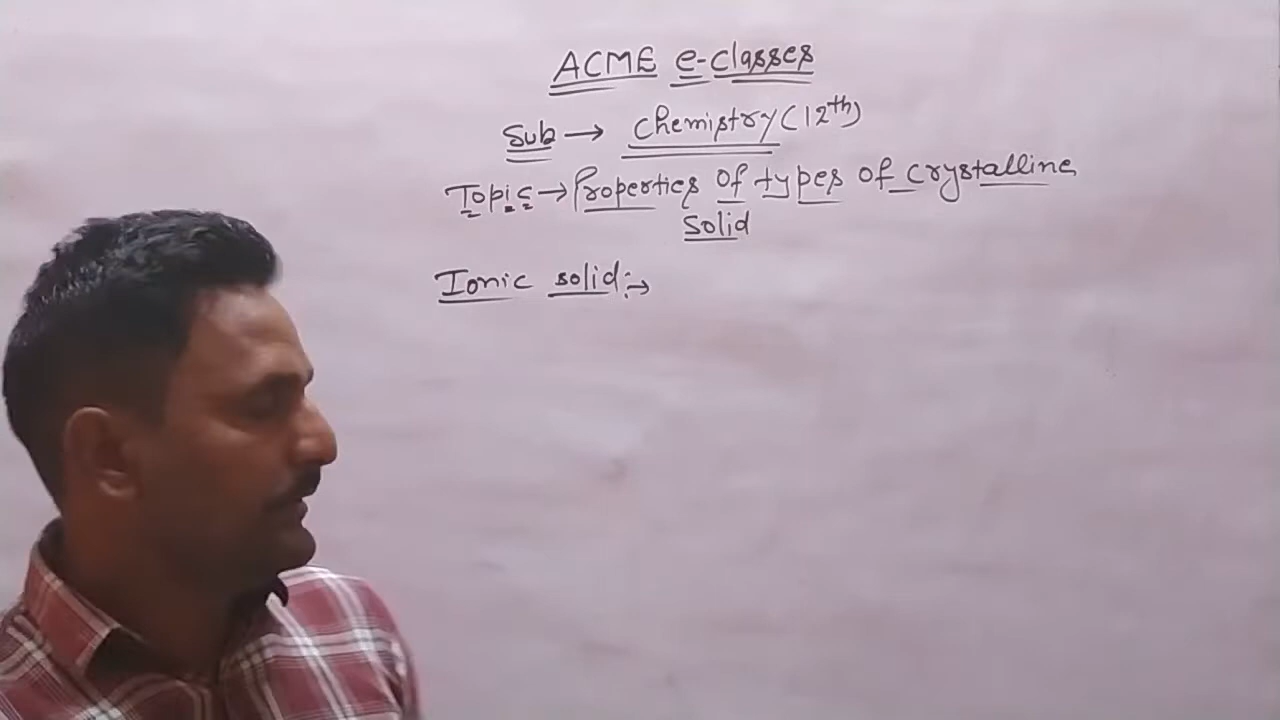 ACME e-classes
Sub → Chemistry (12th)
Topic → Properties of types of crystalline
Solid
Ionic solid:→